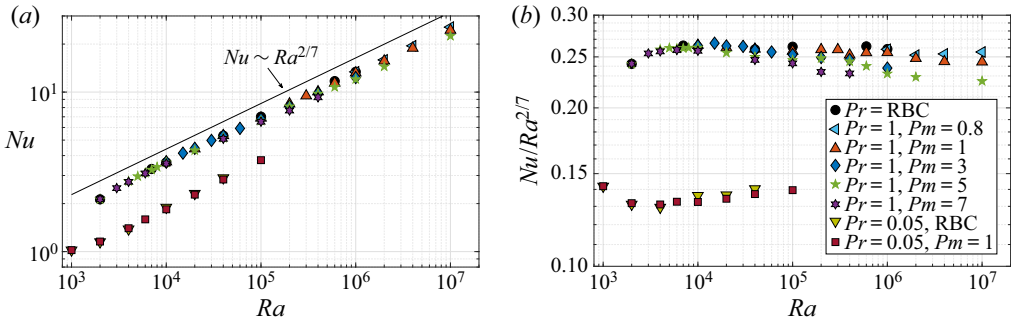 (a)
Nu ~ Ra^{2/7}
10^1
Nu
10^0
10^3 10^4 10^5 10^6 10^7
Ra
(b)
0.30
0.25
0.20
Nu/Ra^{2/7}
0.14
0.10
10^3 10^4 10^5 10^6 10^7
Ra
Pr = RBC
Pr = 1, Pm = 0.8
Pr = 1, Pm = 1
Pr = 1, Pm = 3
Pr = 1, Pm = 5
Pr = 1, Pm = 7
Pr = 0.05, RBC
Pr = 0.05, Pm = 1